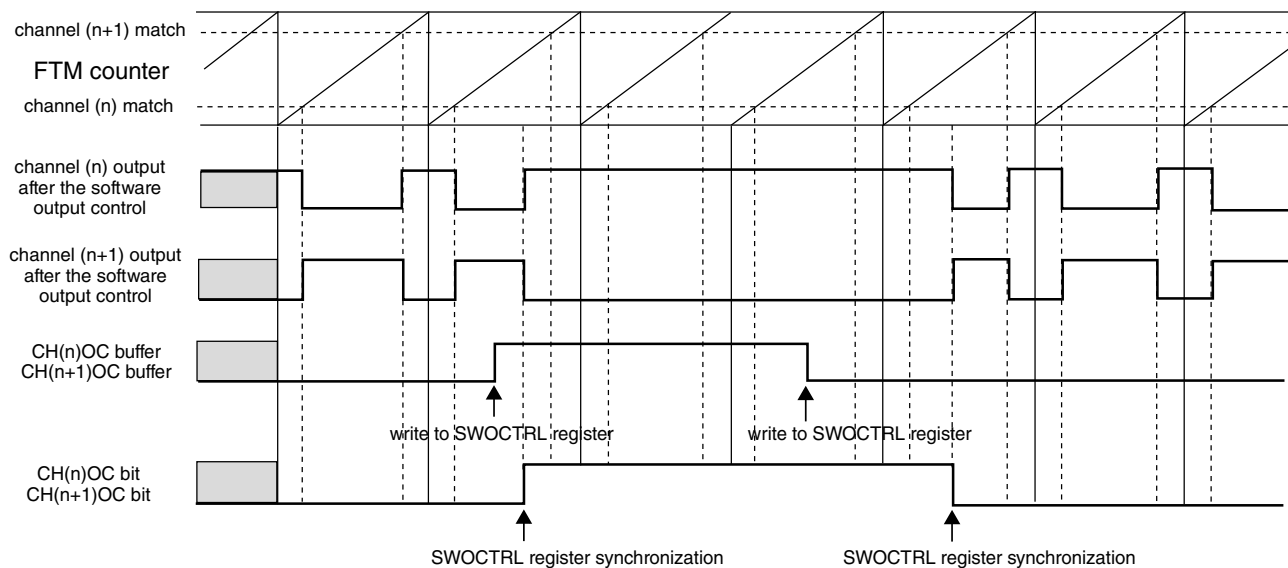 channel (n+1) match
FTM counter
channel (n) match
channel (n) output
after the software
output control
channel (n+1) output
after the software
output control
CH(n)OC buffer
CH(n+1)OC buffer
write to SWOCTRL register
write to SWOCTRL register
CH(n)OC bit
CH(n+1)OC bit
SWOCTRL register synchronization
SWOCTRL register synchronization